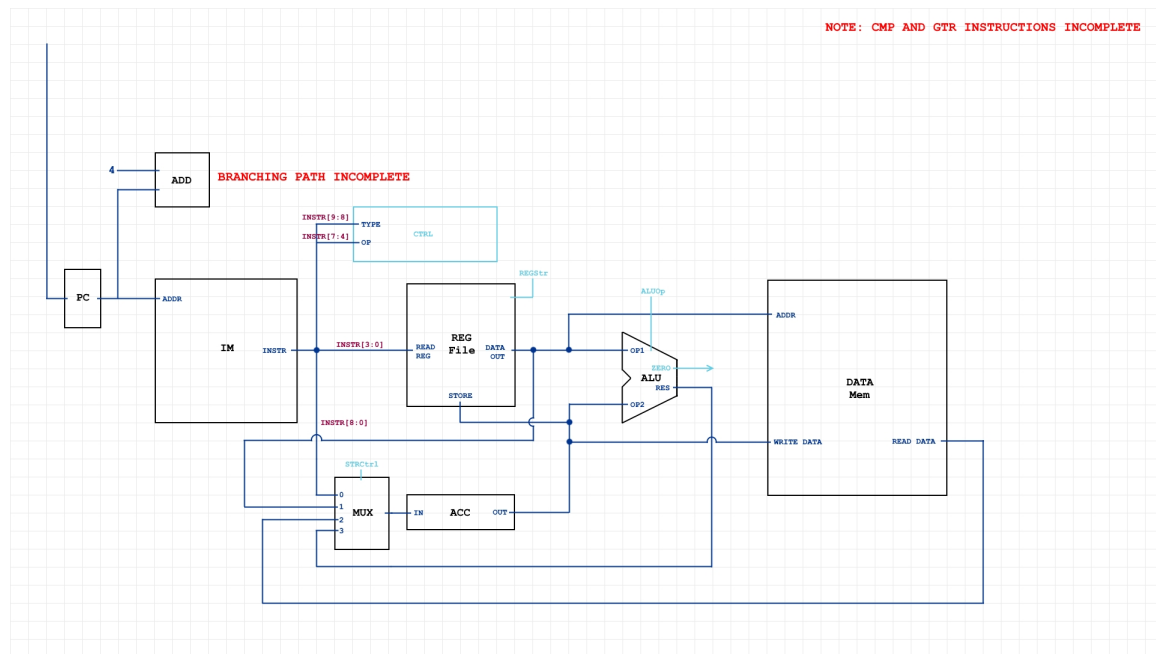 NOTE: CMP AND GTR INSTRUCTIONS INCOMPLETE
4
ADD
BRANCHING PATH INCOMPLETE
INSTR[9:8]
TYPE
INSTR[7:4]
OP
CTRL
REGStr
ALUOp
PC
ADDR
IM
INSTR
INSTR[3:0]
READ
REG
REG
File
DATA
OUT
STORE
OP1
ZERO
ALU
RES
OP2
ADDR
DATA
Mem
WRITE DATA
READ DATA
INSTR[8:0]
STRCtrl
0
1
2
3
MUX
IN
ACC
OUT